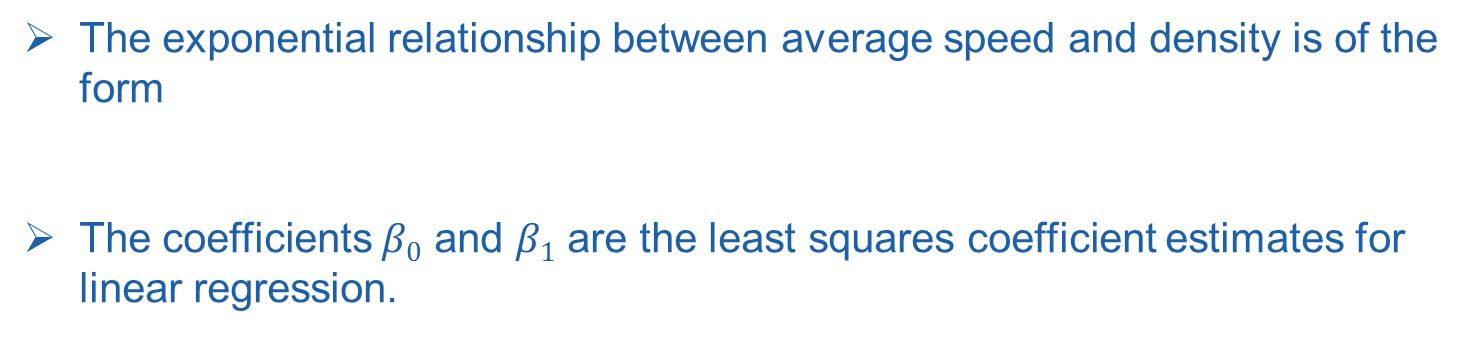 ➢ The exponential relationship between average speed and density is of the
form
➢ The coefficients β₀ and β₁ are the least squares coefficient estimates for
linear regression.